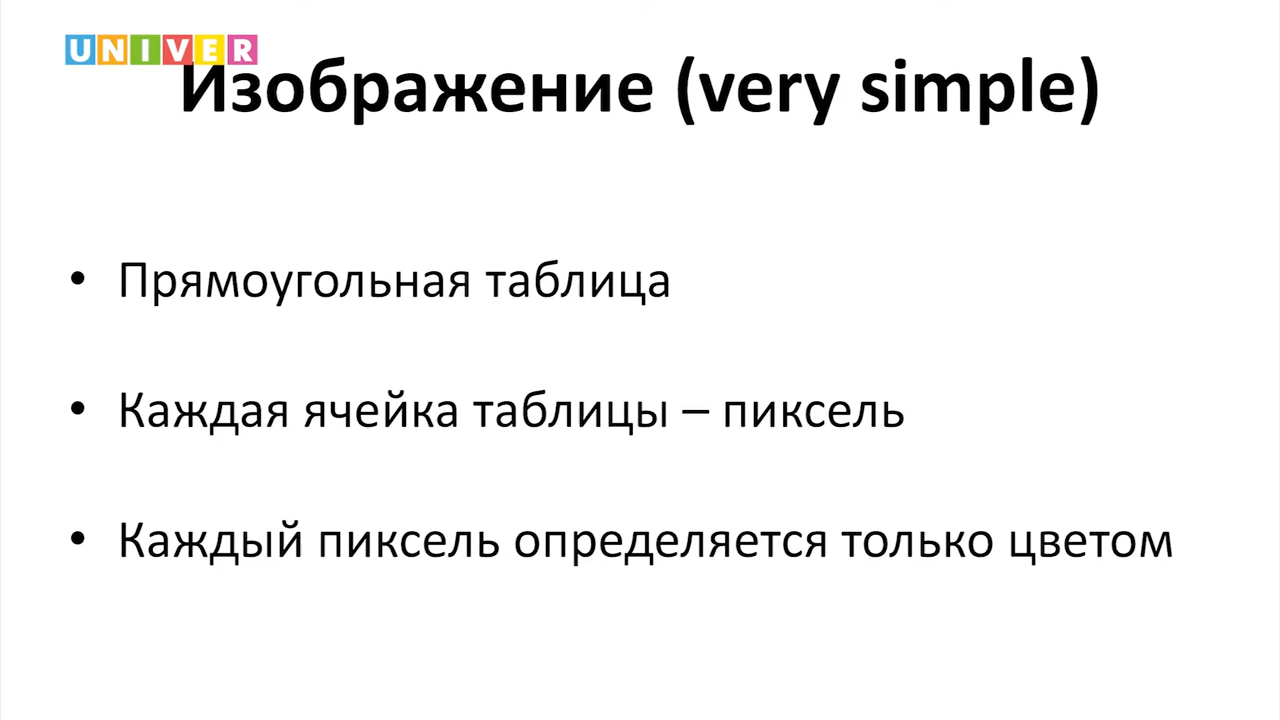 UNIVER
Изображение (very simple)
• Прямоугольная таблица
• Каждая ячейка таблицы – пиксель
• Каждый пиксель определяется только цветом